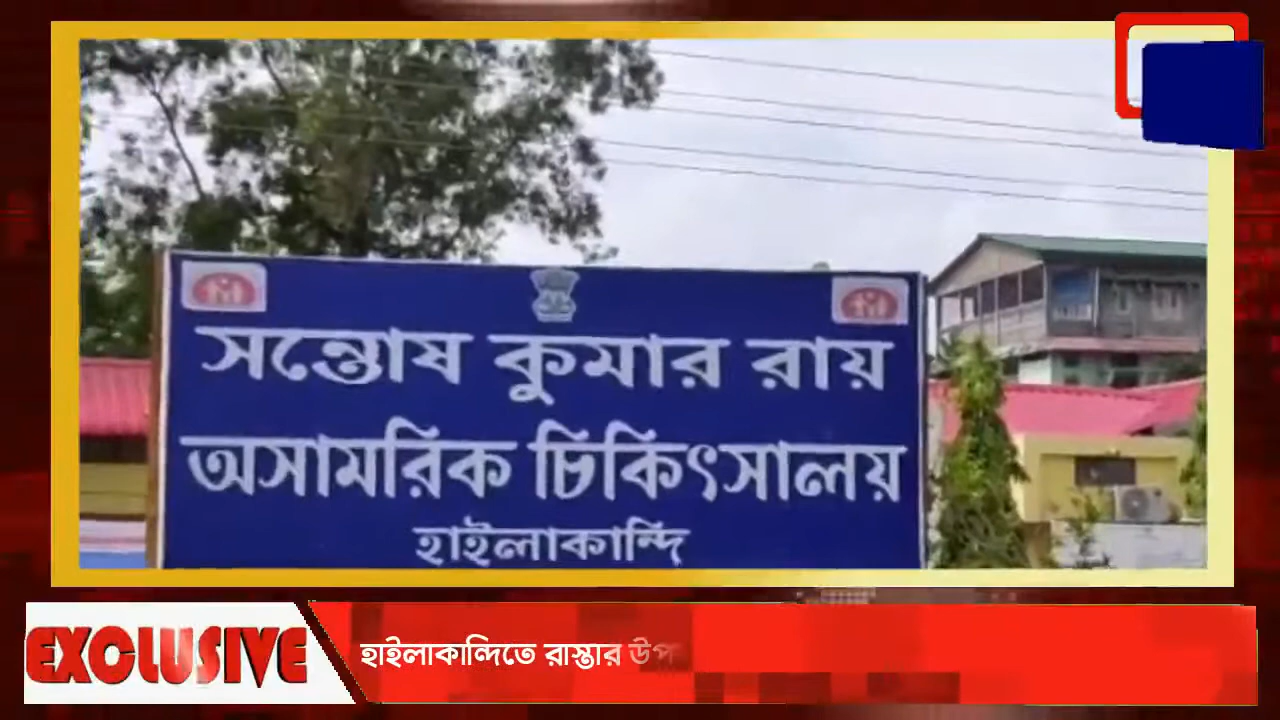 সন্তোষ কুমার রায়
অসামরিক চিকিৎসালয়
হাইলাকান্দি
EXCLUSIVE
হাইলাকান্দিতে রাস্তার